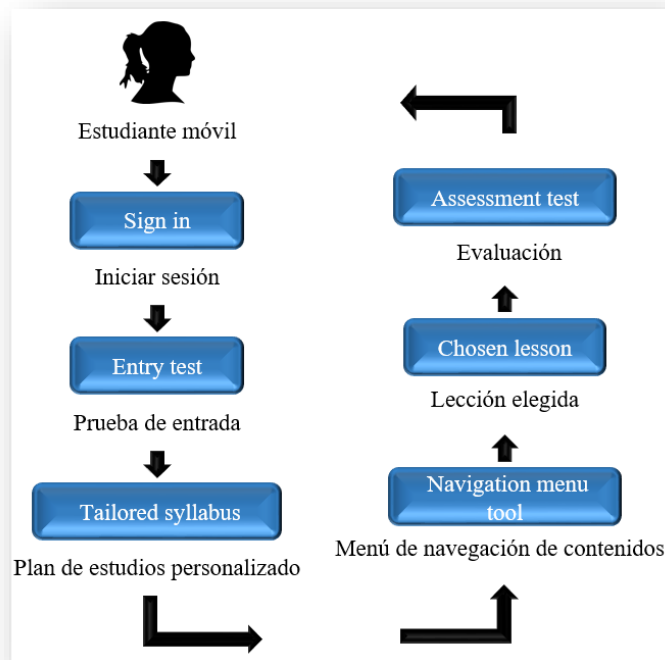 Estudiante móvil
Sign in
Iniciar sesión
Entry test
Prueba de entrada
Tailored syllabus
Plan de estudios personalizado
Assessment test
Evaluación
Chosen lesson
Lección elegida
Navigation menu
tool
Menú de navegación de contenidos